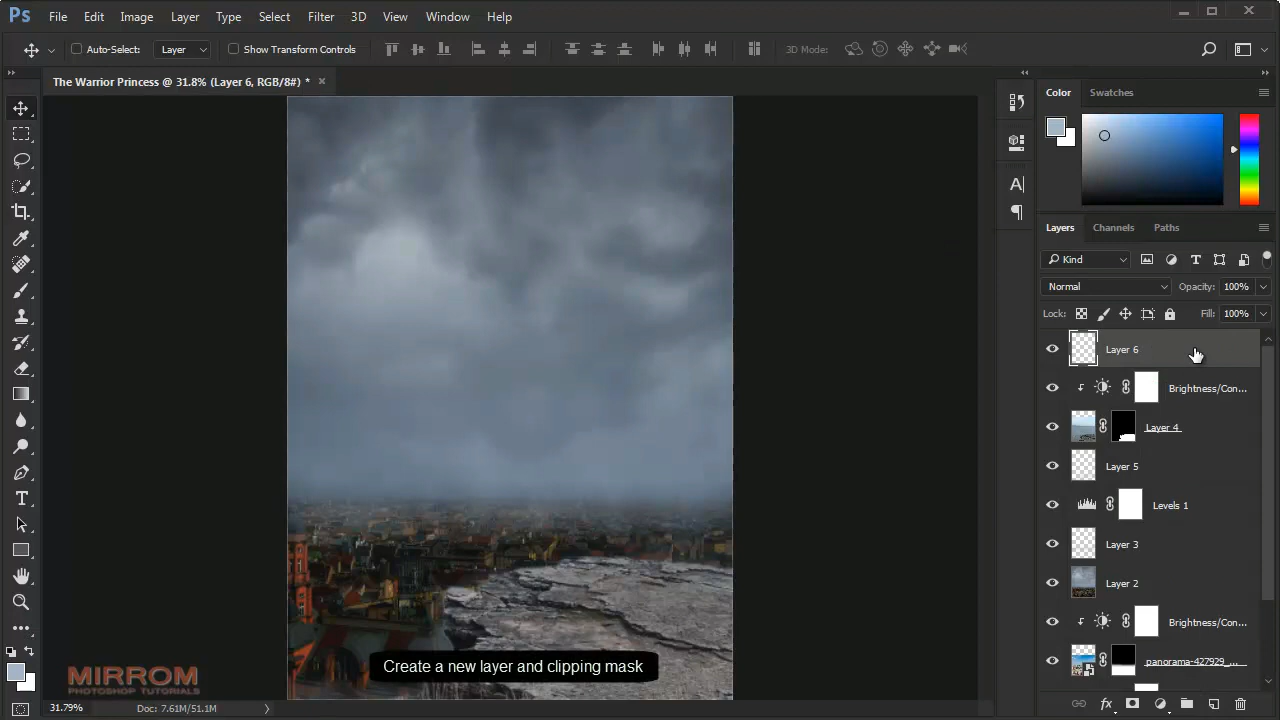 Ps File Edit Image Layer Type Select Filter 3D View Window Help
Auto-Select: Layer Show Transform Controls 3D Mode:
The Warrior Princess @ 31.8% (Layer 6, RGB/8#) * ×
Color Swatches
Layers Channels Paths
Kind
Normal Opacity: 100%
Lock: Fill: 100%
Layer 6
Brightness/Con...
Layer 4
Layer 5
Levels 1
Layer 3
Layer 2
Brightness/Con...
panorama-427929_...
Create a new layer and clipping mask
MIRROM
PHOTOSHOP TUTORIALS
31.79% Doc: 7.61M/51.1M